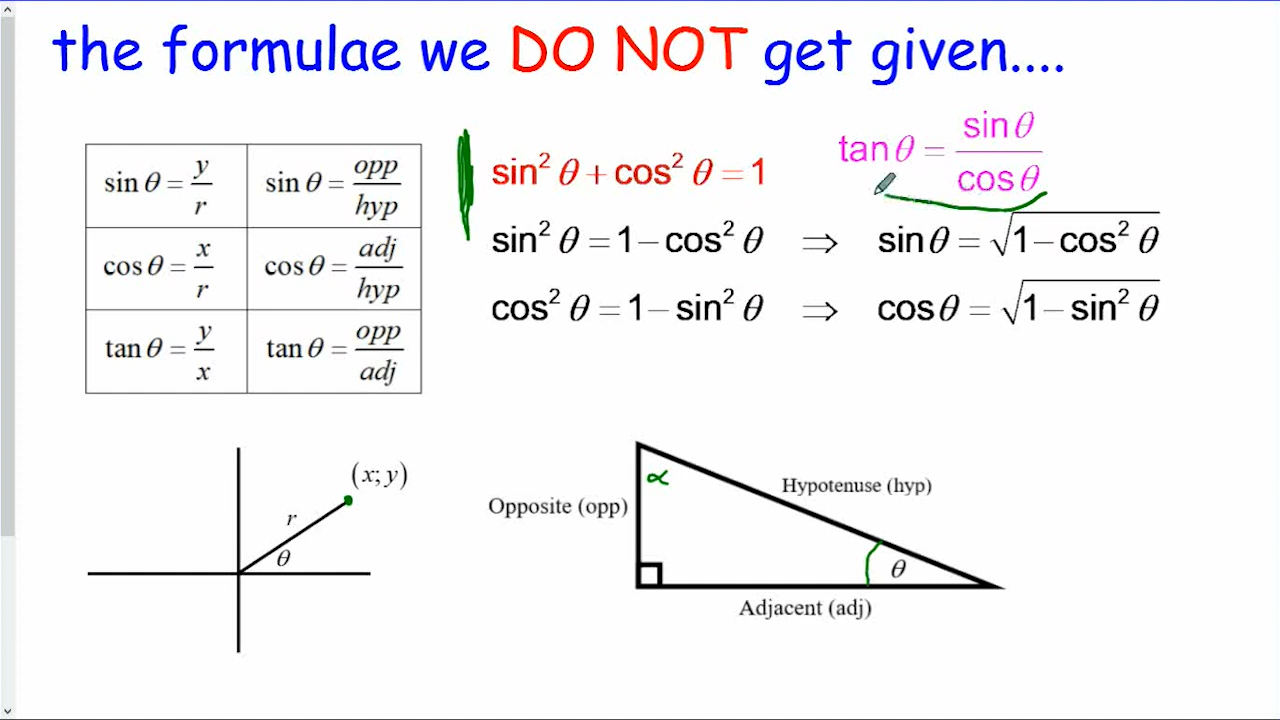 the formulae we DO NOT get given....
sin θ = y/r
sin θ = opp/hyp
cos θ = x/r
cos θ = adj/hyp
tan θ = y/x
tan θ = opp/adj
sin² θ + cos² θ = 1
tan θ = sin θ/cos θ
sin² θ = 1 – cos² θ ⇒ sin θ = √(1 – cos² θ)
cos² θ = 1 – sin² θ ⇒ cos θ = √(1 – sin² θ)
(x; y)
r
θ
α
Opposite (opp)
Hypotenuse (hyp)
θ
Adjacent (adj)